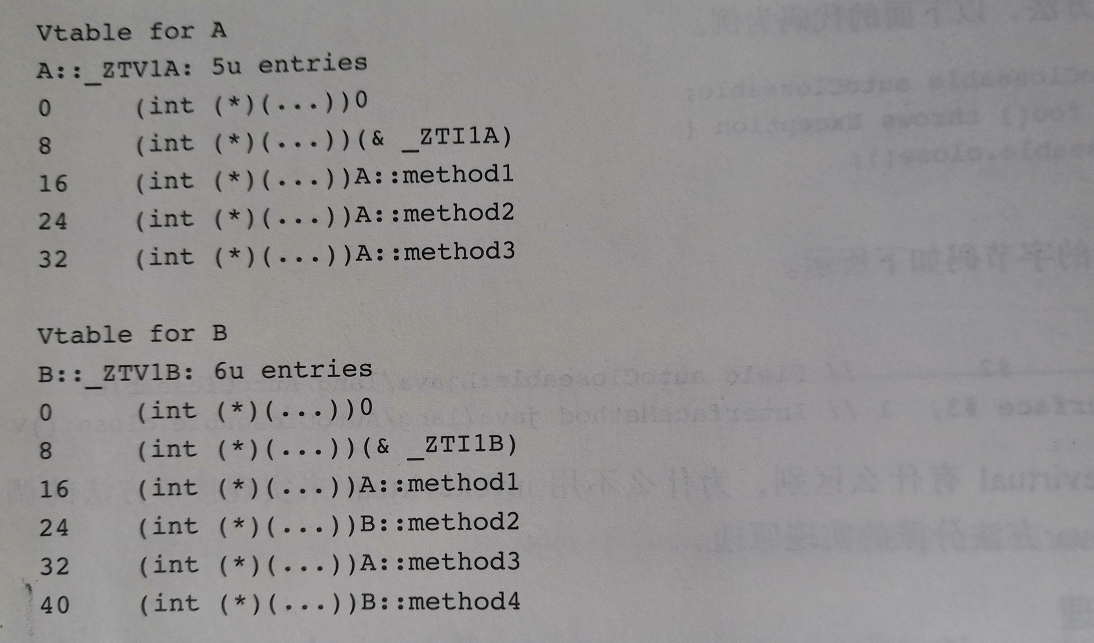 Vtable for A
A::_ZTV1A: 5u entries
0 (int (*)(...))0
8 (int (*)(...))(& _ZTI1A)
16 (int (*)(...))A::method1
24 (int (*)(...))A::method2
32 (int (*)(...))A::method3
Vtable for B
B::_ZTV1B: 6u entries
0 (int (*)(...))0
8 (int (*)(...))(& _ZTI1B)
16 (int (*)(...))A::method1
24 (int (*)(...))B::method2
32 (int (*)(...))A::method3
40 (int (*)(...))B::method4